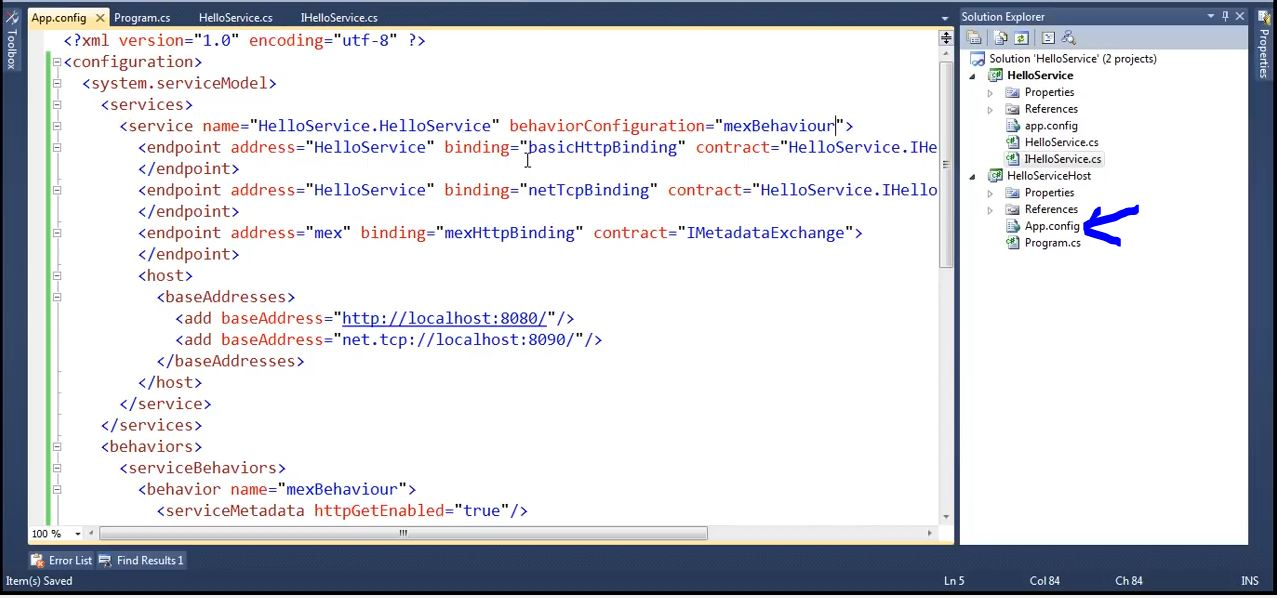 App.config Program.cs HelloService.cs IHelloService.cs
Toolbox
<?xml version="1.0" encoding="utf-8" ?>
<configuration>
<system.serviceModel>
<services>
<service name="HelloService.HelloService" behaviorConfiguration="mexBehaviour">
<endpoint address="HelloService" binding="basicHttpBinding" contract="HelloService.IHe
</endpoint>
<endpoint address="HelloService" binding="netTcpBinding" contract="HelloService.IHello
</endpoint>
<endpoint address="mex" binding="mexHttpBinding" contract="IMetadataExchange">
</endpoint>
<host>
<baseAddresses>
<add baseAddress="http://localhost:8080/"/>
<add baseAddress="net.tcp://localhost:8090/"/>
</baseAddresses>
</host>
</service>
</services>
<behaviors>
<serviceBehaviors>
<behavior name="mexBehaviour">
<serviceMetadata httpGetEnabled="true"/>
100 %
Solution Explorer
Solution 'HelloService' (2 projects)
HelloService
Properties
References
app.config
HelloService.cs
IHelloService.cs
HelloServiceHost
Properties
References
App.config
Program.cs
Properties
Error List Find Results 1
Item(s) Saved Ln 5 Col 84 Ch 84 INS